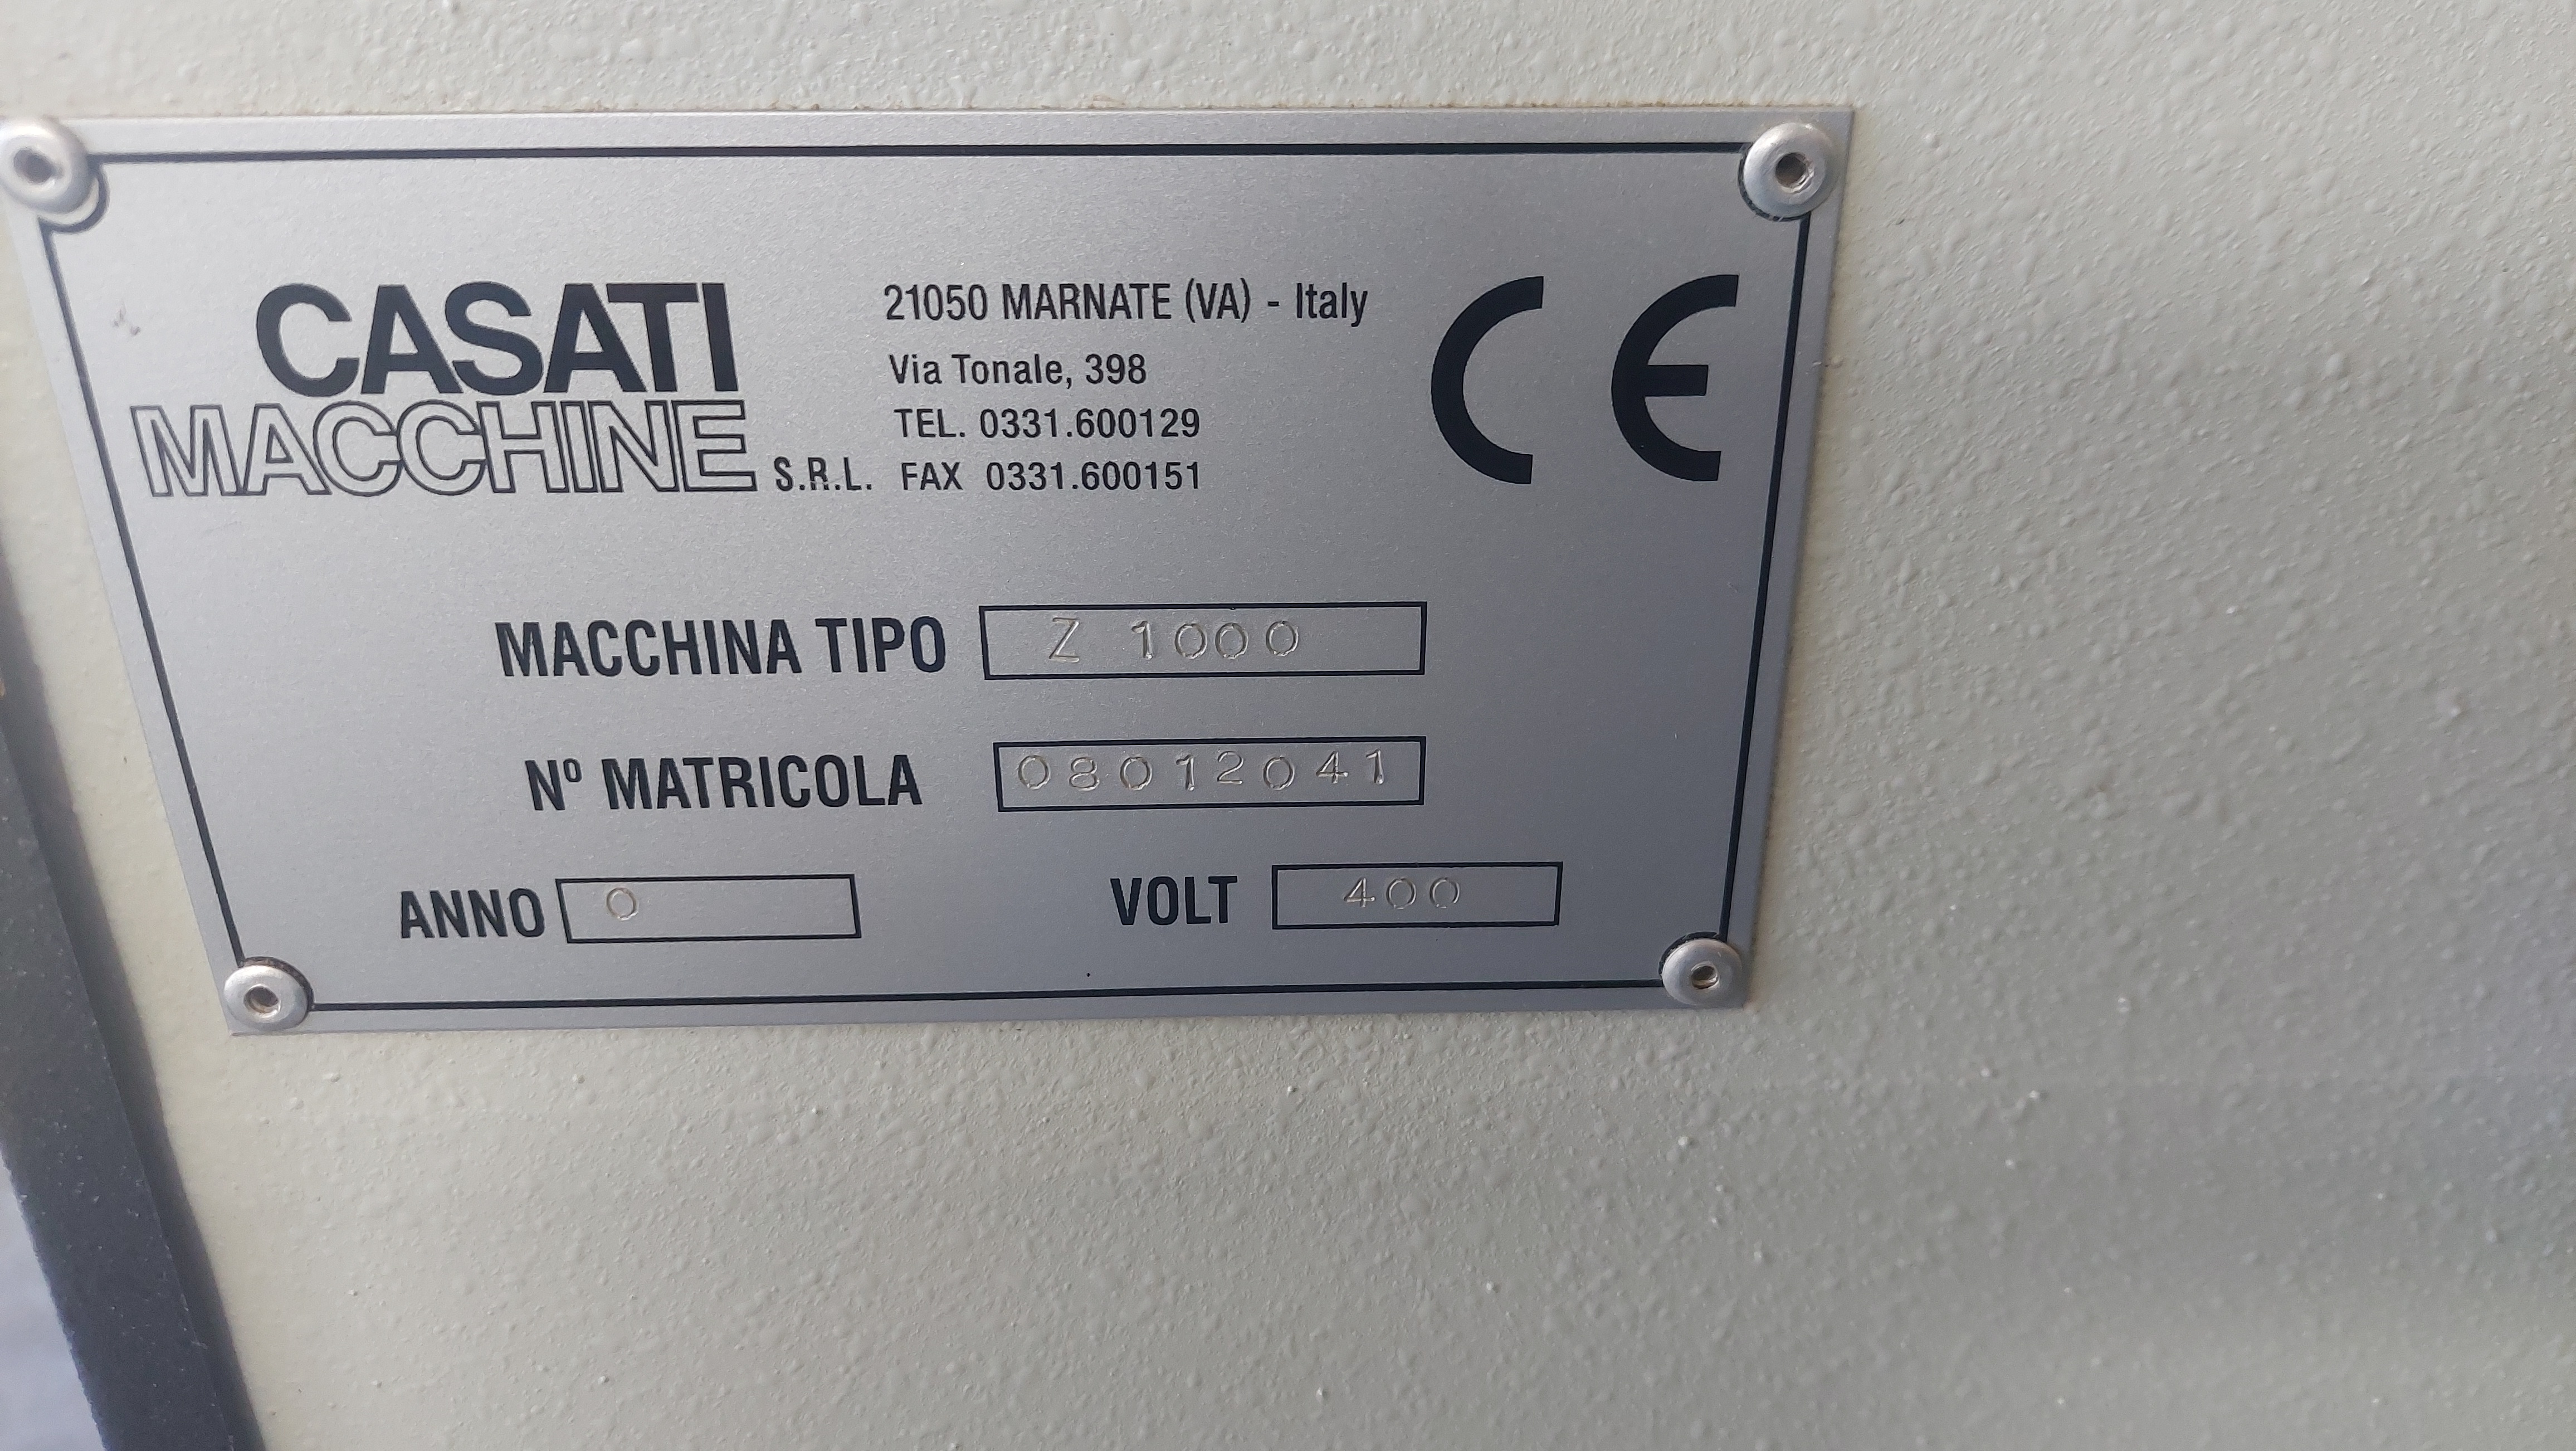 CASATI
MACCHINE S.R.L.
21050 MARNATE (VA) - Italy
Via Tonale, 398
TEL. 0331.600129
FAX 0331.600151
CE
MACCHINA TIPO Z 1000
Nº MATRICOLA 08012041
ANNO 0 VOLT 400